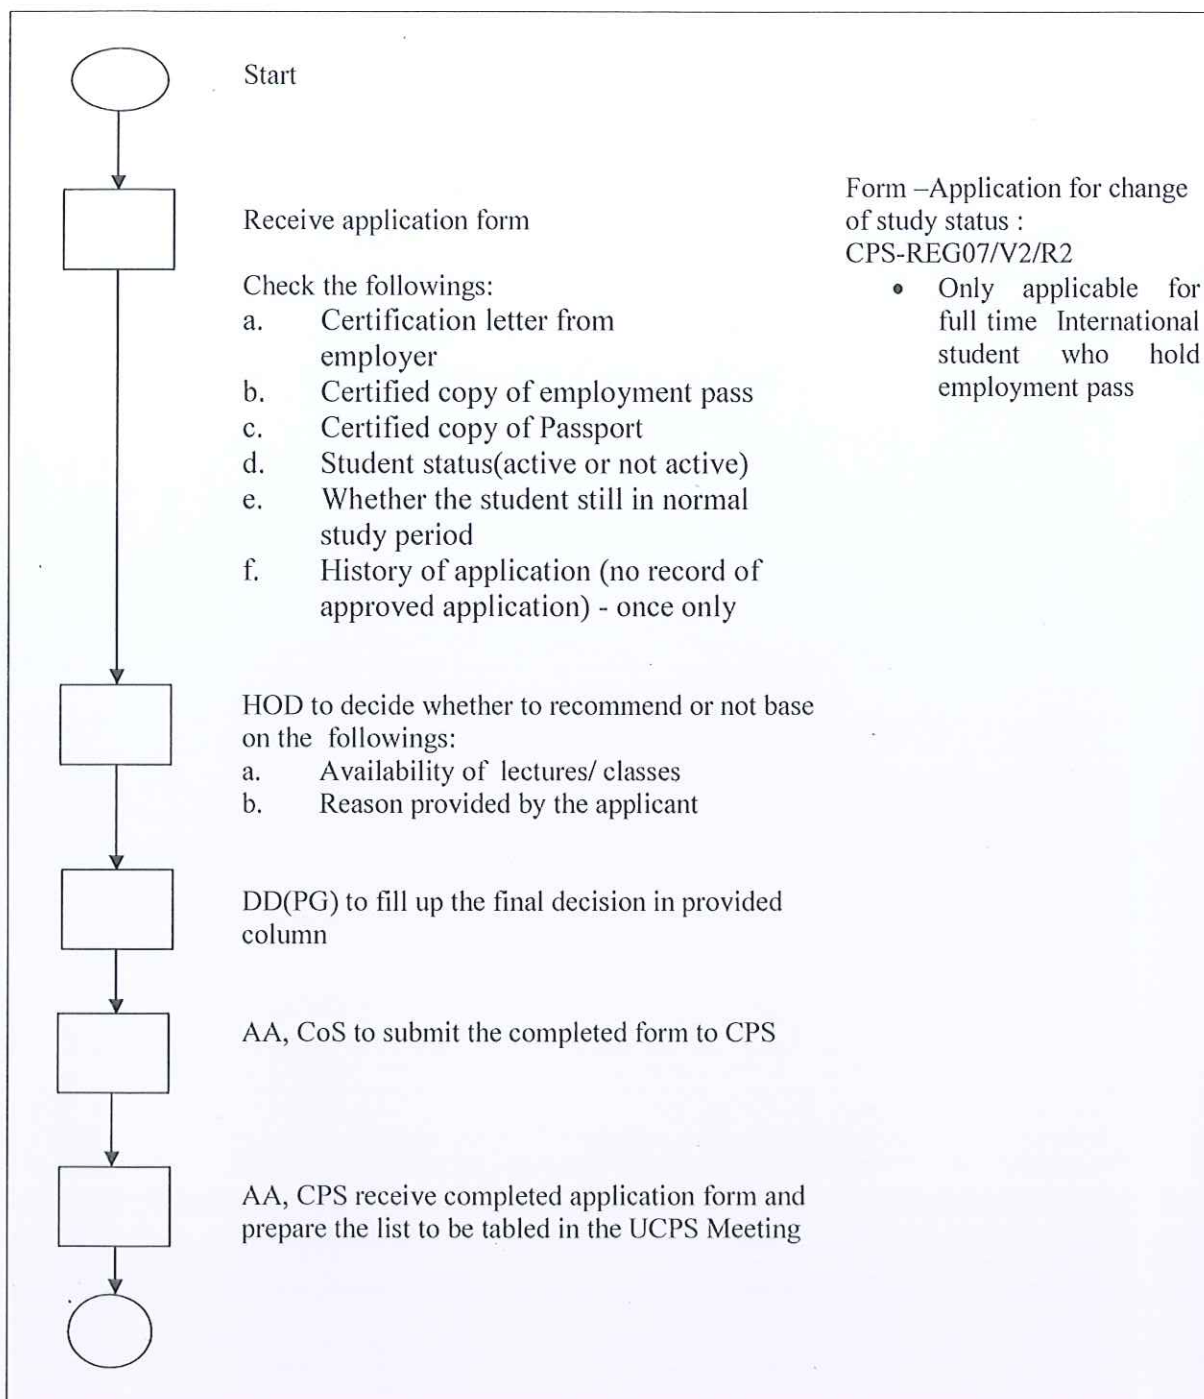 Start
Receive application form
Check the followings:
a. Certification letter from
employer
b. Certified copy of employment pass
c. Certified copy of Passport
d. Student status(active or not active)
e. Whether the student still in normal
study period
f. History of application (no record of
approved application) - once only
Form –Application for change
of study status :
CPS-REG07/V2/R2
• Only applicable for
full time International
student who hold
employment pass
HOD to decide whether to recommend or not base
on the followings:
a. Availability of lectures/ classes
b. Reason provided by the applicant
DD(PG) to fill up the final decision in provided
column
AA, CoS to submit the completed form to CPS
AA, CPS receive completed application form and
prepare the list to be tabled in the UCPS Meeting